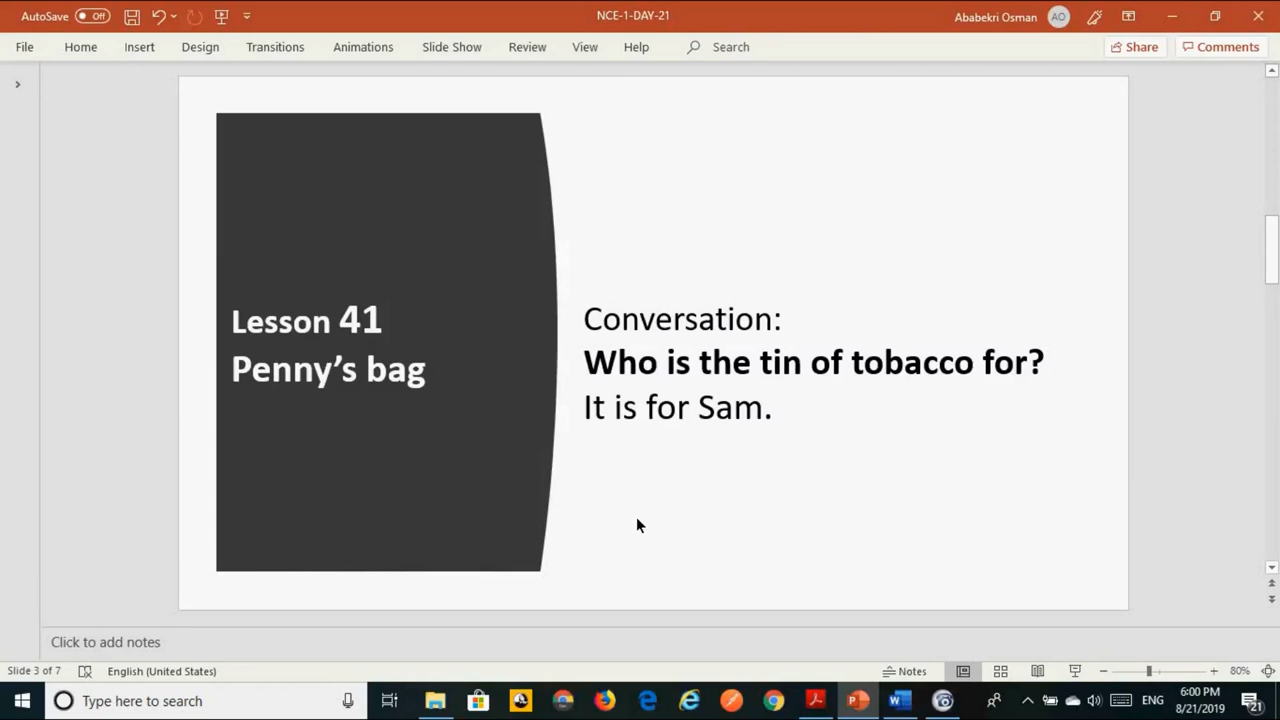 AutoSave Off NCE-1-DAY-21 Ababekri Osman AO
File Home Insert Design Transitions Animations Slide Show Review View Help Search Share Comments
Lesson 41
Penny’s bag
Conversation:
Who is the tin of tobacco for?
It is for Sam.
Click to add notes
Slide 3 of 7 English (United States) Notes 80%
Type here to search ENG 6:00 PM
8/21/2019 21